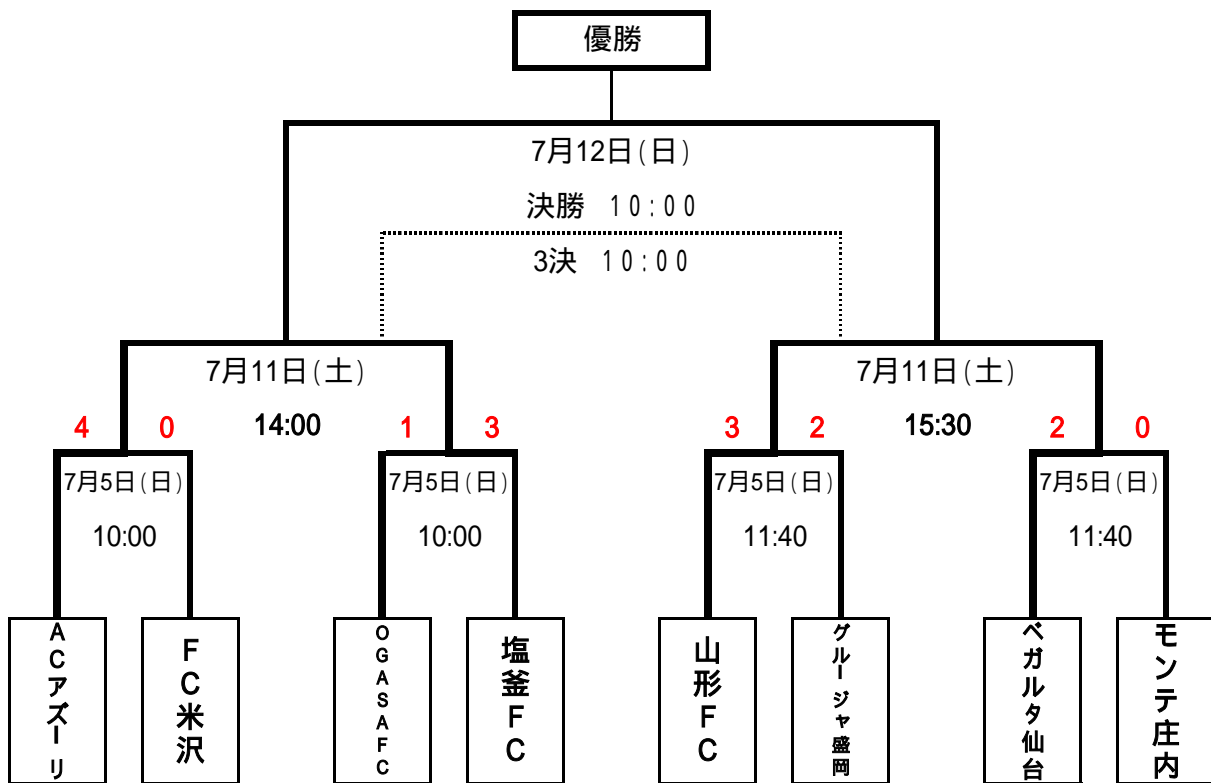 優勝
7月12日(日)
決勝 10:00
3決 10:00
7月11日(土)
7月11日(土)
4 0 14:00 1 3 3 2 15:30 2 0
7月5日(日) 7月5日(日) 7月5日(日) 7月5日(日)
10:00 10:00 11:40 11:40
ACアズーリ
FC米沢
OGASAFC
塩釜FC
山形FC
グルージャ盛岡
ベガルタ仙台
モンテ庄内